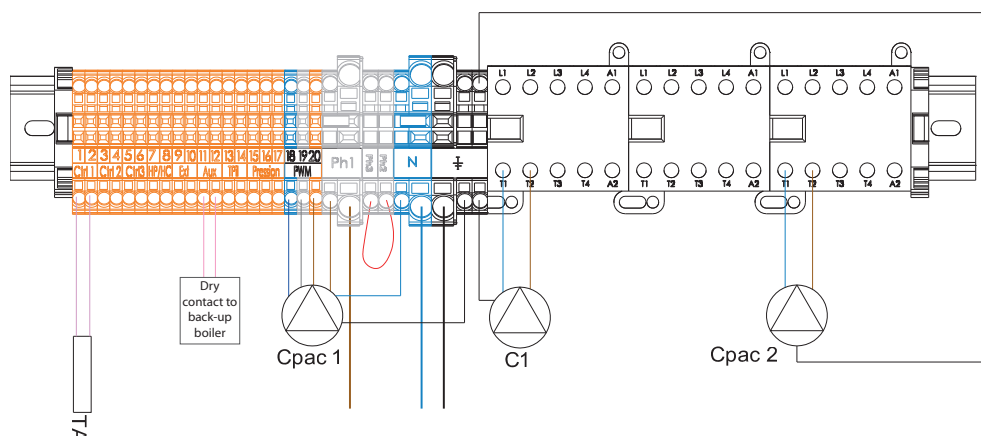 L1 L2 L3 L4 A1 L1 L2 L3 L4 A1 L1 L2 L3 L4 A1
1 2 3 4 5 6 7 8 9 10 11 12 13 14 15 16 17 18 19 20
Ctrl 1 Ctrl 2 Ctrl3 HP/HC Ext Aux Pression PWM
Ph1 Ph2 Ph3 N
T1 T2 T3 T4 A2 T1 T2 T3 T4 A2 T1 T2 T3 T4 A2
Dry
contact to
back-up
boiler
Cpac 1
C1
Cpac 2
TA